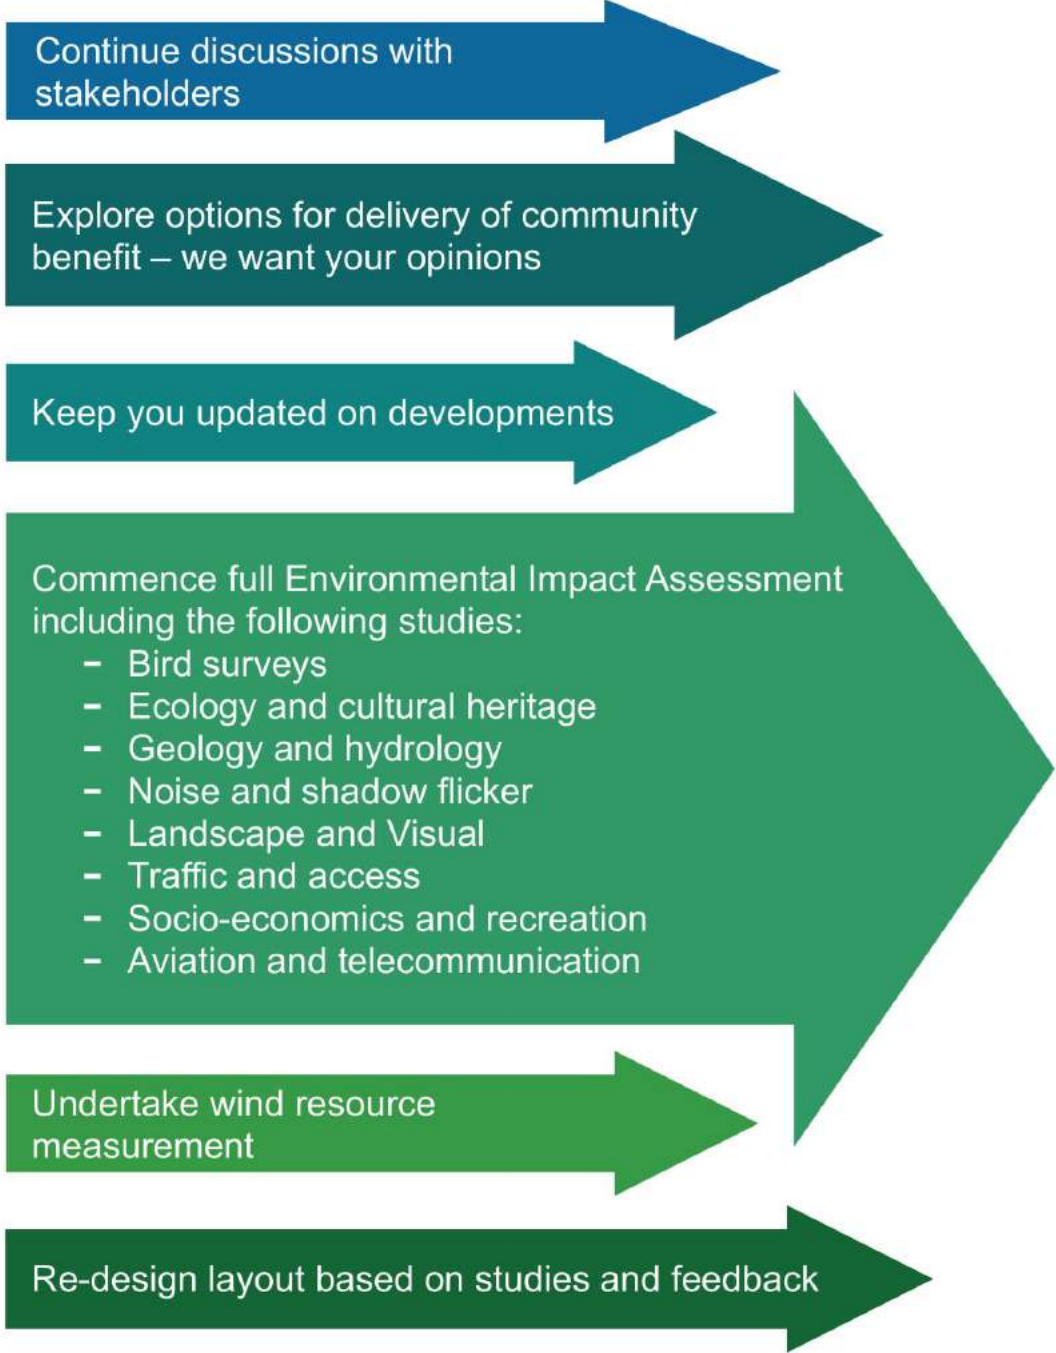 Continue discussions with
stakeholders
Explore options for delivery of community
benefit – we want your opinions
Keep you updated on developments
Commence full Environmental Impact Assessment
including the following studies:
- Bird surveys
- Ecology and cultural heritage
- Geology and hydrology
- Noise and shadow flicker
- Landscape and Visual
- Traffic and access
- Socio-economics and recreation
- Aviation and telecommunication
Undertake wind resource
measurement
Re-design layout based on studies and feedback